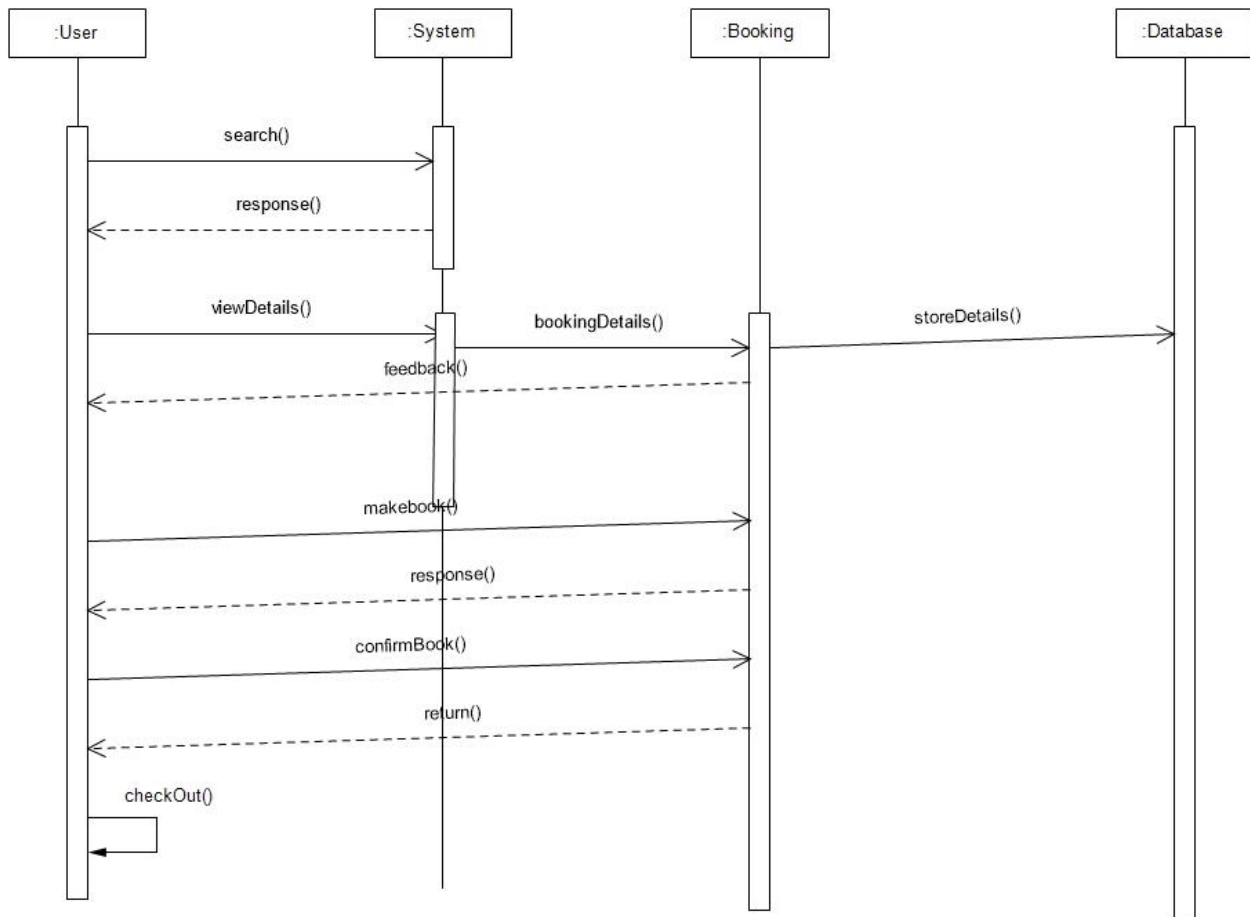 :User
:System
:Booking
:Database
search()
response()
viewDetails()
bookingDetails()
storeDetails()
feedback()
makebook()
response()
confirmBook()
return()
checkOut()